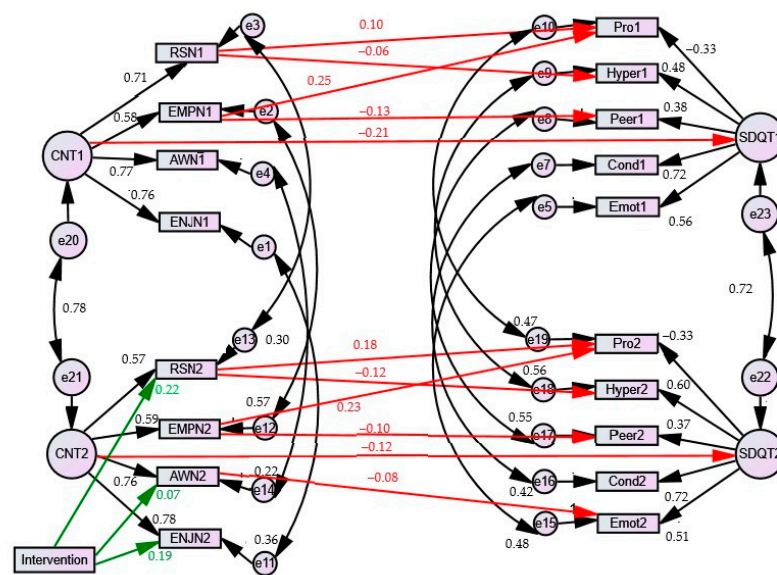 e3
0.10
e10
Pro1
RSN1
−0.06
−0.33
0.71
e9
Hyper1
0.48
0.25
0.58
EMPN1
e2
−0.13
e8
Peer1
0.38
CNT1
−0.21
SDQT1
0.77
AWN1
e4
e7
Cond1
0.72
0.76
ENJN1
e5
Emot1
0.56
e20
e1
e23
0.78
0.72
e13
0.30
0.47
e19
Pro2
−0.33
RSN2
0.18
0.57
e21
0.22
−0.12
0.56
e18
Hyper2
0.60
e22
0.57
0.23
0.59
EMPN2
e12
−0.10
0.55
e17
Peer2
0.37
CNT2
−0.12
SDQT2
0.76
AWN2
0.22
−0.08
0.07
e14
0.42
e16
Cond2
0.72
0.78
ENJN2
0.36
e15
Emot2
0.51
0.48
Intervention
0.19
e11